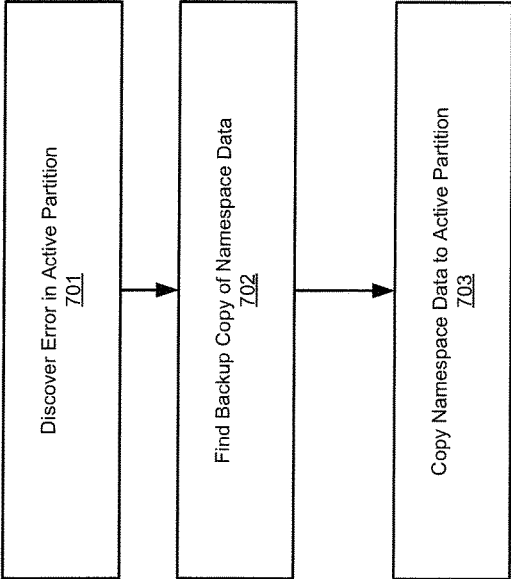 Discover Error in Active Partition
701
Find Backup Copy of Namespace Data
702
Copy Namespace Data to Active Partition
703